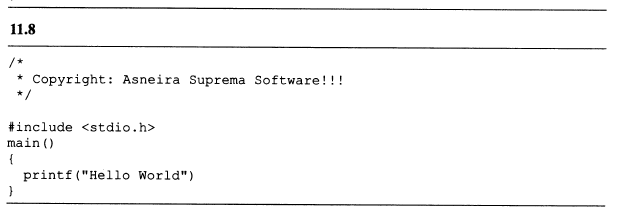 11.8
/*
 * Copyright: Asneira Suprema Software!!!
 */
#include <stdio.h>
main()
{
  printf("Hello World")
}